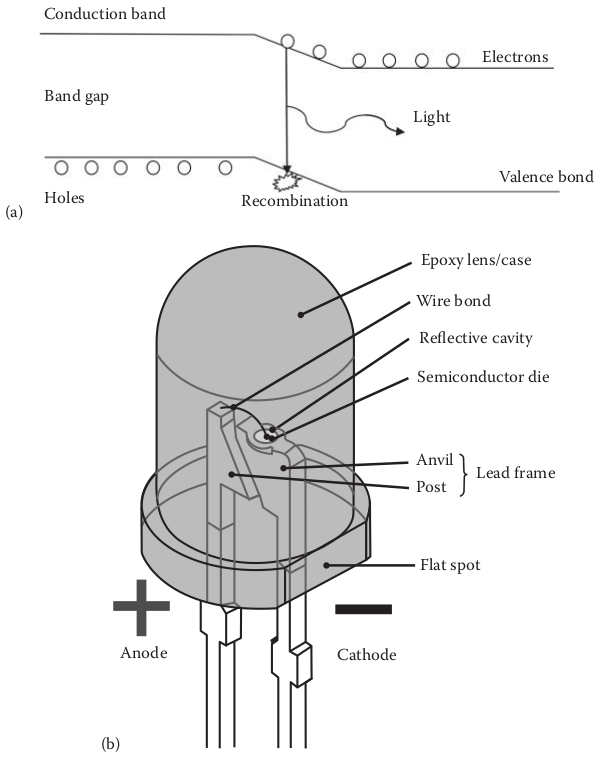 Conduction band
Electrons
Band gap
Light
Valence bond
Holes
Recombination
(a)
Epoxy lens/case
Wire bond
Reflective cavity
Semiconductor die
Anvil
Lead frame
Post
Flat spot
Anode
Cathode
(b)